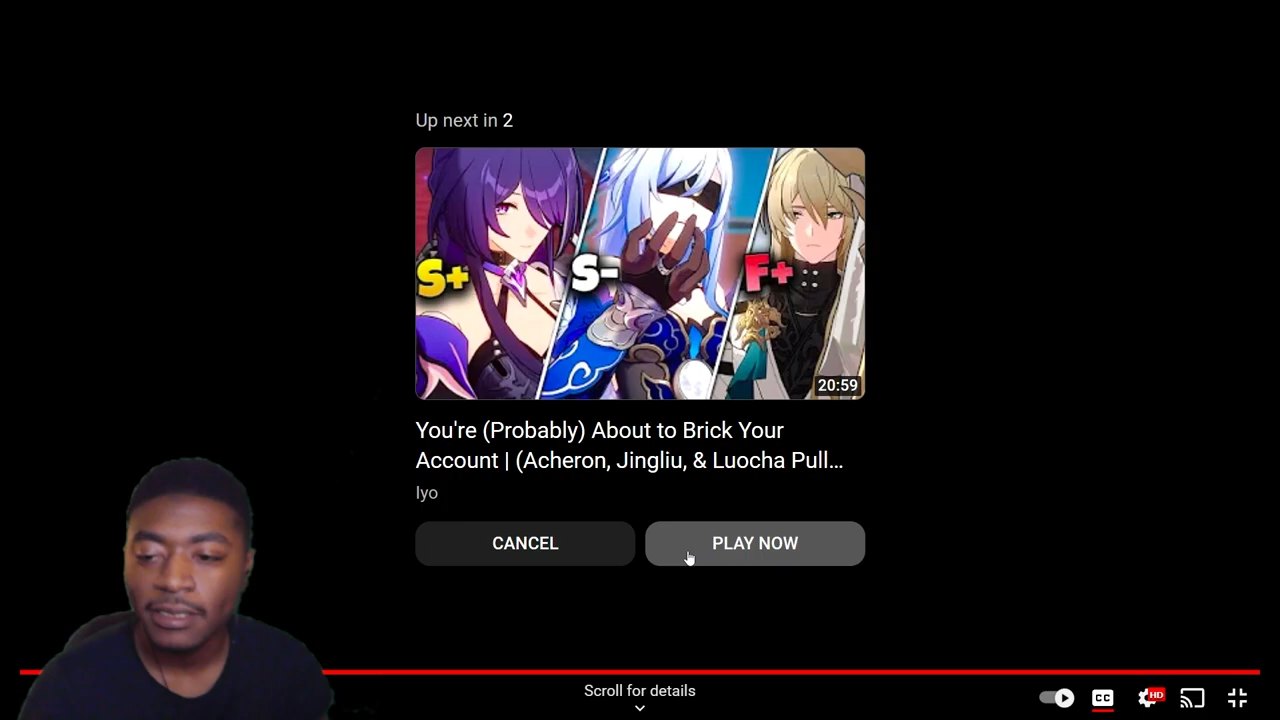 Up next in 2
S+
S-
F+
20:59
You're (Probably) About to Brick Your
Account | (Acheron, Jingliu, & Luocha Pull...
Iyo
CANCEL
PLAY NOW
Scroll for details
CC
HD